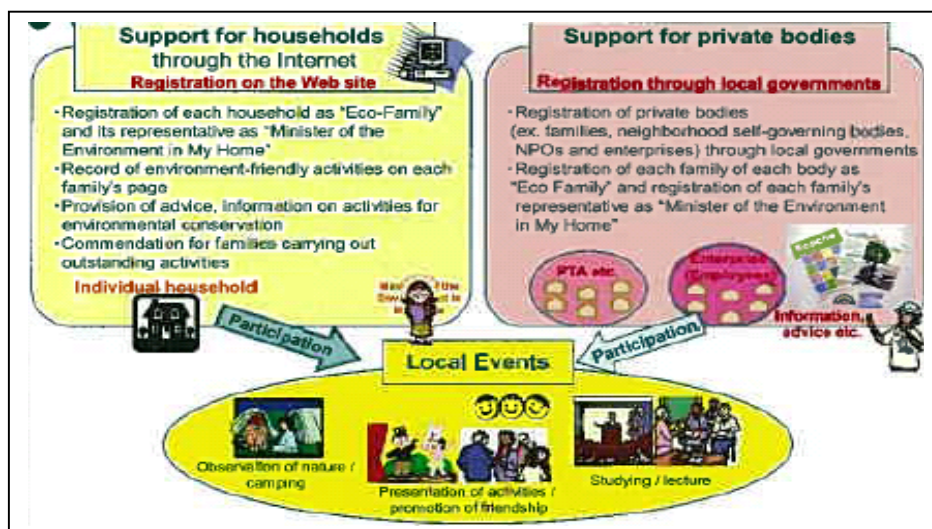 Support for households
through the Internet
Registration on the Web site
・Registration of each household as "Eco-Family"
and its representative as "Minister of the
Environment in My Home"
・Record of environment-friendly activities on each
family's page
・Provision of advice, information on activities for
environmental conservation
・Commendation for families carrying out
outstanding activities
Individual household
Support for private bodies
Registration through local governments
・Registration of private bodies
(ex. families, neighborhood self-governing bodies,
NPOs and enterprises) through local governments
・Registration of each family of each body as
"Eco Family" and registration of each family's
representative as "Minister of the Environment
in My Home"
PTA etc.
Enterprise
(Employees)
Information,
advice etc.
Participation
Participation
Local Events
Observation of nature /
camping
Presentation of activities /
promotion of friendship
Studying / lecture